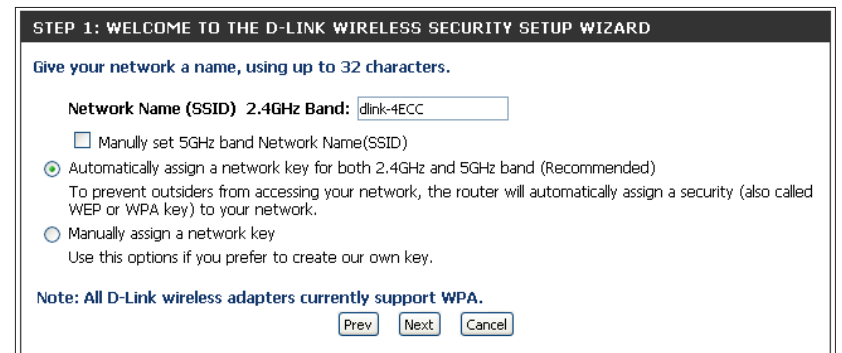 STEP 1: WELCOME TO THE D-LINK WIRELESS SECURITY SETUP WIZARD
Give your network a name, using up to 32 characters.
Network Name (SSID) 2.4GHz Band: dlink-4ECC
Manully set 5GHz band Network Name(SSID)
Automatically assign a network key for both 2.4GHz and 5GHz band (Recommended)
To prevent outsiders from accessing your network, the router will automatically assign a security (also called
WEP or WPA key) to your network.
Manually assign a network key
Use this options if you prefer to create our own key.
Note: All D-Link wireless adapters currently support WPA.
Prev Next Cancel